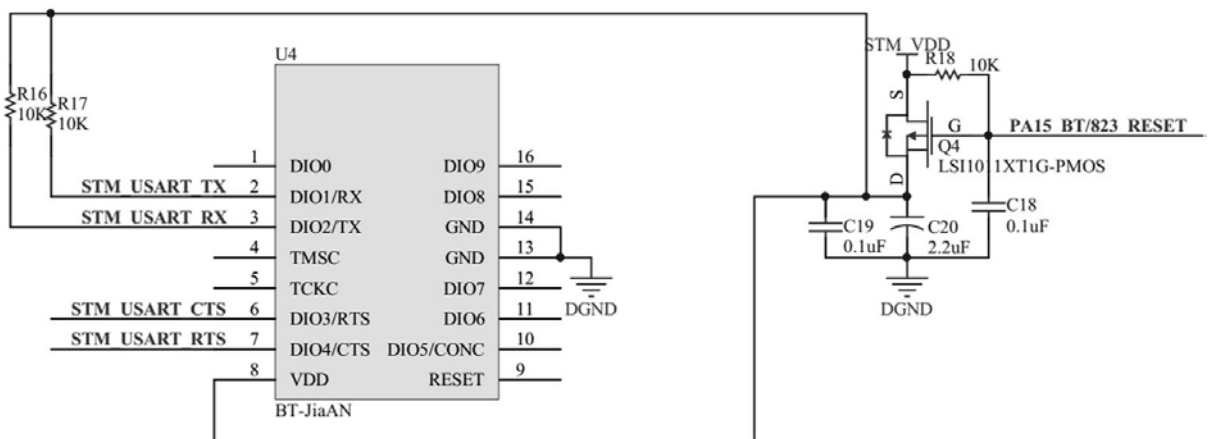 U4
R16
10K
R17
10K
1 DIO0 DIO9 16
STM_USART_TX 2 DIO1/RX DIO8 15
STM_USART_RX 3 DIO2/TX GND 14
4 TMSC GND 13
5 TCKC DIO7 12
STM_USART_CTS 6 DIO3/RTS DIO6 11
STM_USART_RTS 7 DIO4/CTS DIO5/CONC 10
8 VDD RESET 9
BT-JiaAN
DGND
STM_VDD
R18
10K
S
G
PA15_BT/823_RESET
Q4
LSI1011XT1G-PMOS
D
C19
0.1uF
C20
2.2uF
C18
0.1uF
DGND